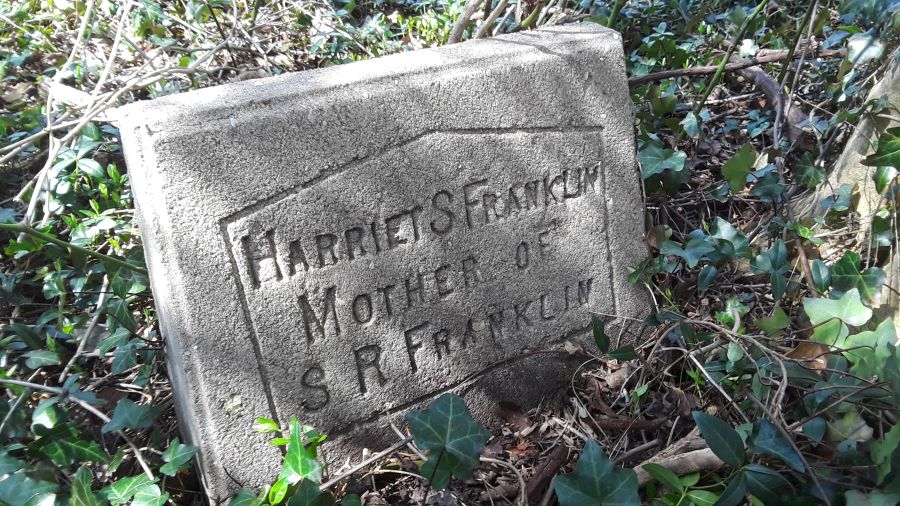 HARRIET S FRANKLIN
MOTHER OF
S R FRANKLIN